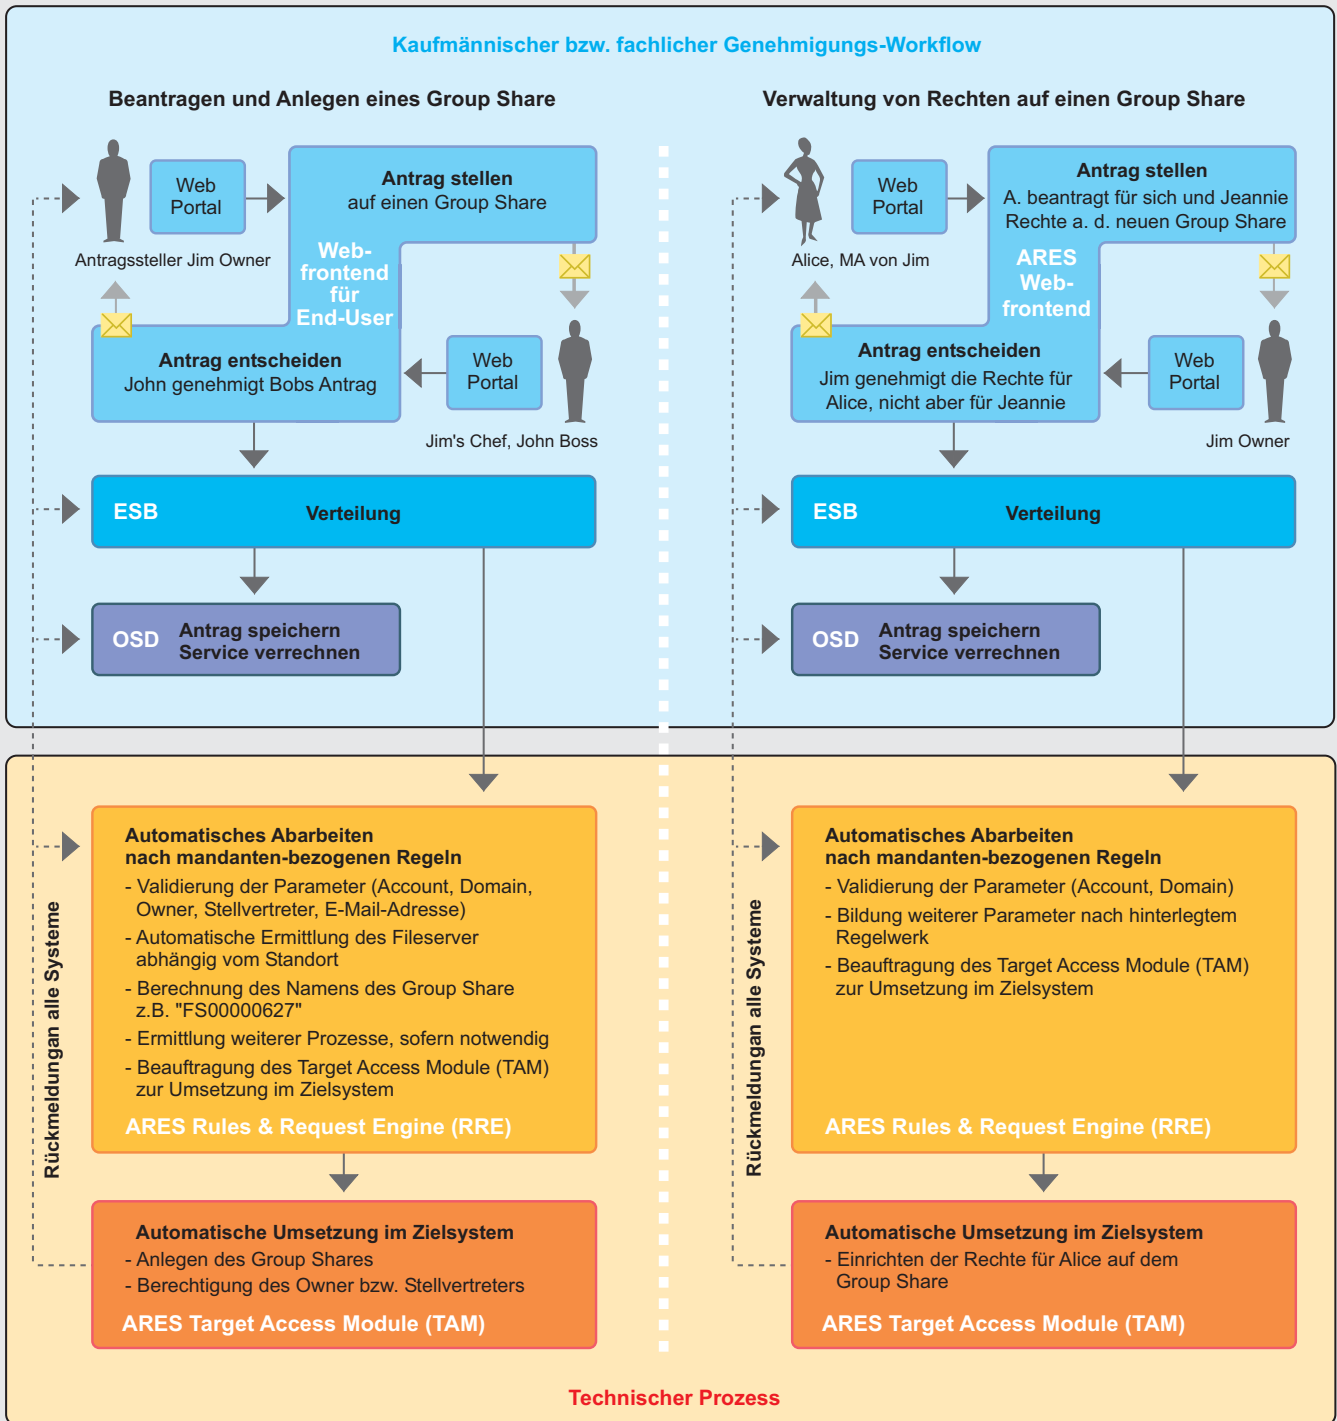 Kaufmännischer bzw. fachlicher Genehmigungs-Workflow
Beantragen und Anlegen eines Group Share
Web
Portal
Antrag stellen
auf einen Group Share
Antragssteller Jim Owner
Web-
frontend
für
End-User
Antrag entscheiden
John genehmigt Bobs Antrag
Web
Portal
Jim's Chef, John Boss
ESB
Verteilung
OSD
Antrag speichern
Service verrechnen
Verwaltung von Rechten auf einen Group Share
Web
Portal
Antrag stellen
A. beantragt für sich und Jeannie
Rechte a. d. neuen Group Share
Alice, MA von Jim
ARES
Web-
frontend
Antrag entscheiden
Jim genehmigt die Rechte für
Alice, nicht aber für Jeannie
Web
Portal
Jim Owner
ESB
Verteilung
OSD
Antrag speichern
Service verrechnen
Rückmeldungan alle Systeme
Automatisches Abarbeiten
nach mandanten-bezogenen Regeln
- Validierung der Parameter (Account, Domain,
Owner, Stellvertreter, E-Mail-Adresse)
- Automatische Ermittlung des Fileserver
abhängig vom Standort
- Berechnung des Namens des Group Share
z.B. "FS00000627"
- Ermittlung weiterer Prozesse, sofern notwendig
- Beauftragung des Target Access Module (TAM)
zur Umsetzung im Zielsystem
ARES Rules & Request Engine (RRE)
Automatische Umsetzung im Zielsystem
- Anlegen des Group Shares
- Berechtigung des Owner bzw. Stellvertreters
ARES Target Access Module (TAM)
Rückmeldungan alle Systeme
Automatisches Abarbeiten
nach mandanten-bezogenen Regeln
- Validierung der Parameter (Account, Domain)
- Bildung weiterer Parameter nach hinterlegtem
Regelwerk
- Beauftragung des Target Access Module (TAM)
zur Umsetzung im Zielsystem
ARES Rules & Request Engine (RRE)
Automatische Umsetzung im Zielsystem
- Einrichten der Rechte für Alice auf dem
Group Share
ARES Target Access Module (TAM)
Technischer Prozess